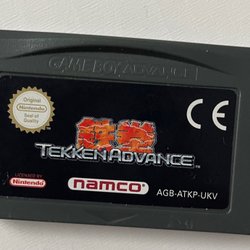 GAME BOY ADVANCE
Original
Nintendo
Seal of
Quality
CE
鉄拳
TEKKEN ADVANCE™
LICENSED BY
Nintendo
namco®
AGB-ATKP-UKV